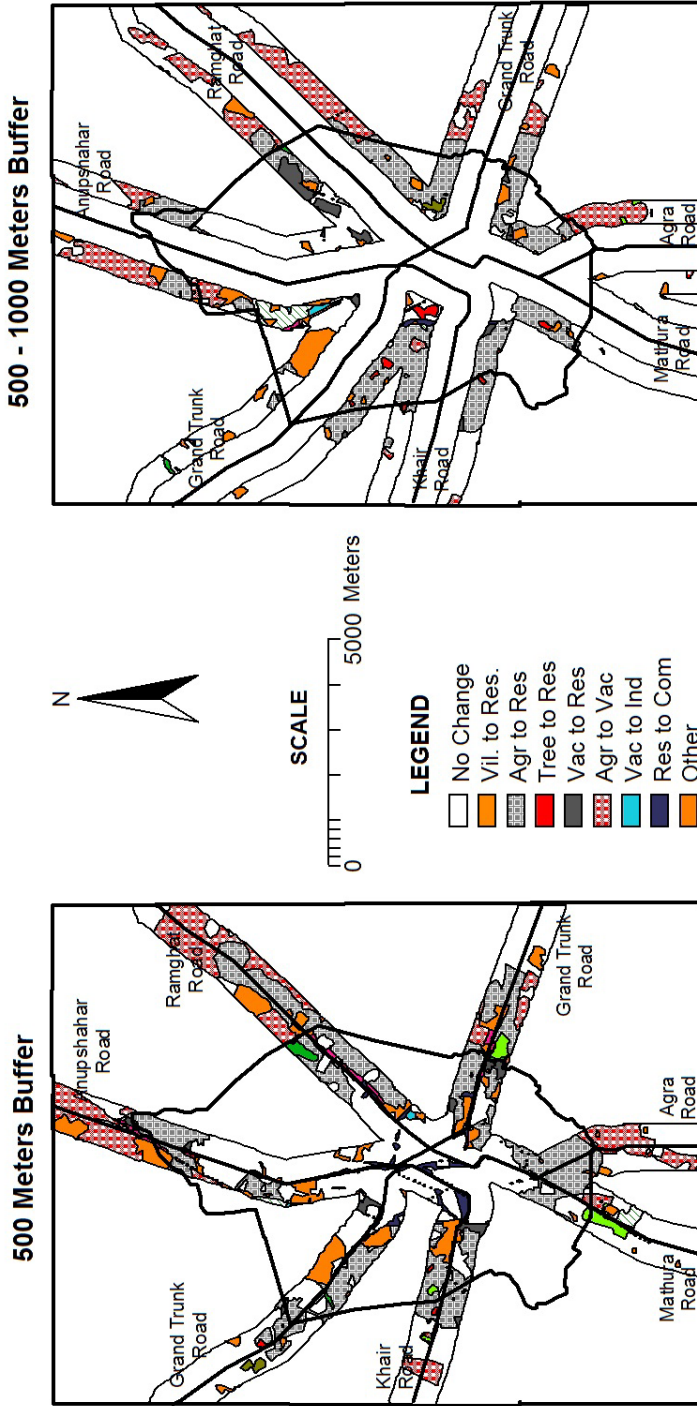 500 Meters Buffer
Anupshahar
Road
Ramghat
Road
Grand Trunk
Road
Khair
Road
Grand Trunk
Road
Mathura
Road
Agra
Road
N
SCALE
0
5000 Meters
LEGEND
No Change
Vil. to Res.
Agr to Res
Tree to Res
Vac to Res
Agr to Vac
Vac to Ind
Res to Com
Other
500 - 1000 Meters Buffer
Anupshahar
Road
Ramghat
Road
Grand Trunk
Road
Khair
Road
Grand Trunk
Road
Mathura
Road
Agra
Road